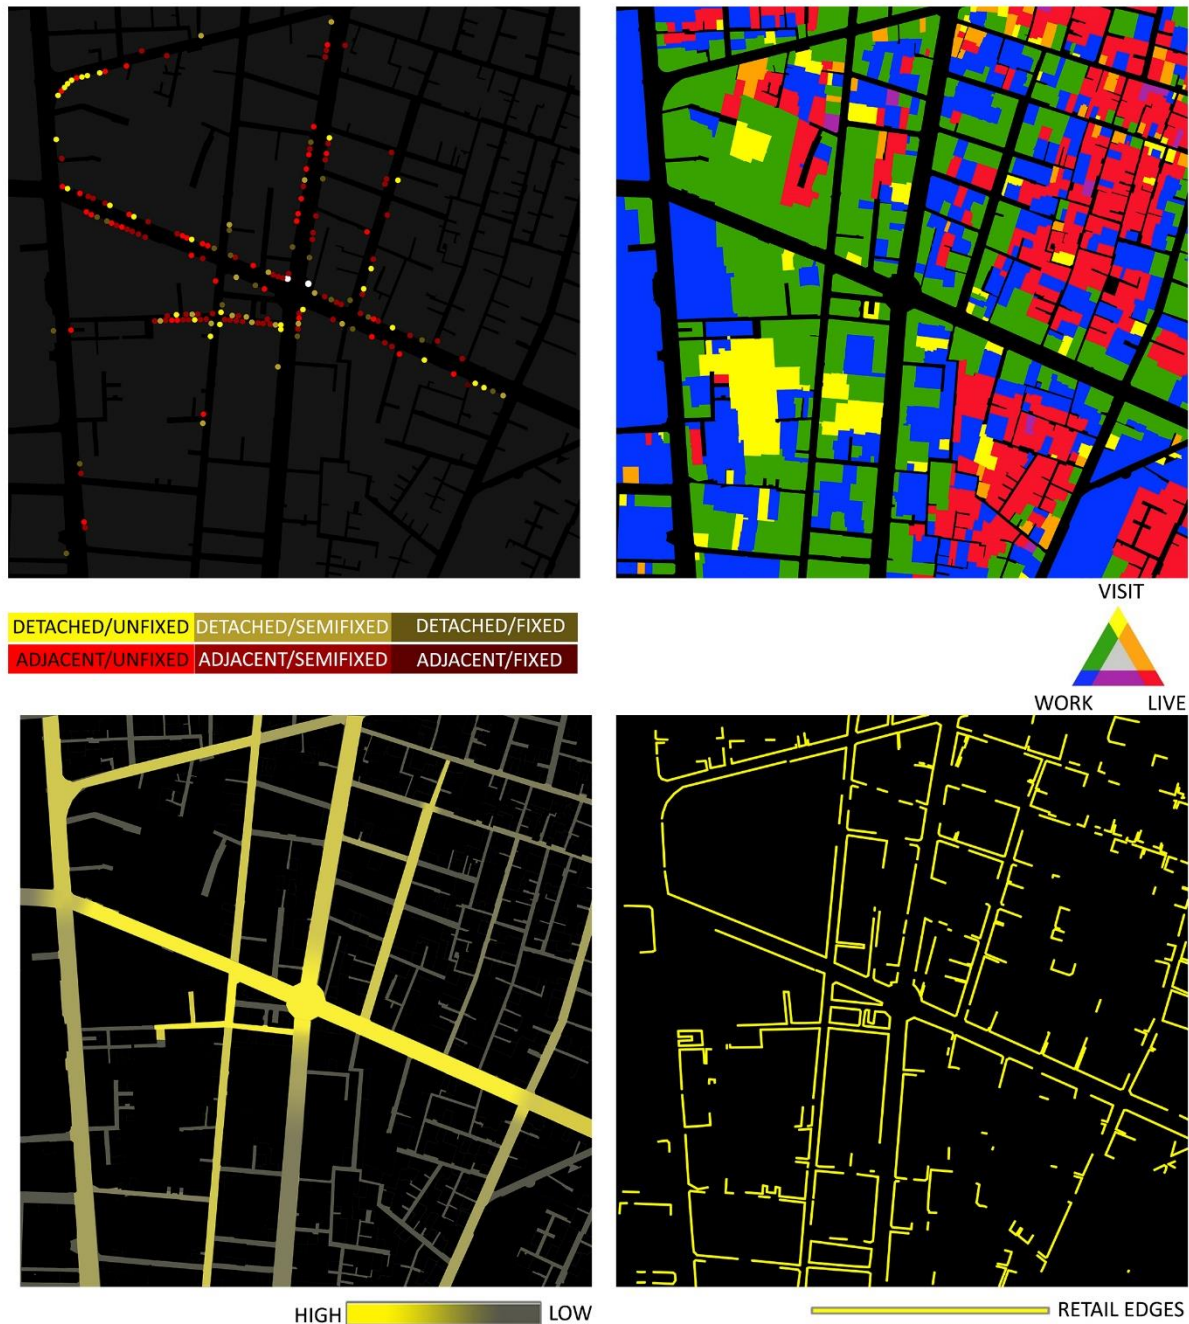 DETACHED/UNFIXED DETACHED/SEMIFIXED DETACHED/FIXED
ADJACENT/UNFIXED ADJACENT/SEMIFIXED ADJACENT/FIXED
VISIT
WORK LIVE
HIGH LOW
RETAIL EDGES